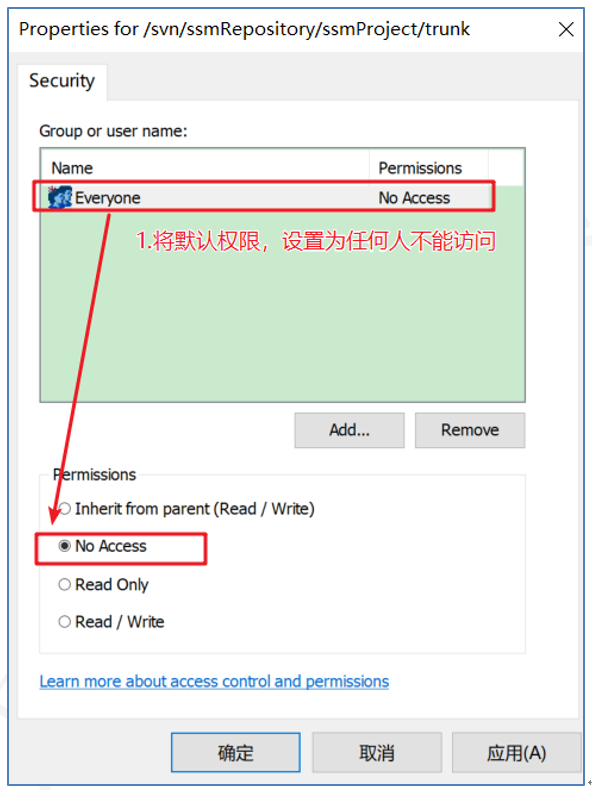 Properties for /svn/ssmRepository/ssmProject/trunk
Security
Group or user name:
Name Permissions
Everyone No Access
1.将默认权限，设置为任何人不能访问
Add... Remove
Permissions
Inherit from parent (Read / Write)
No Access
Read Only
Read / Write
Learn more about access control and permissions
确定 取消 应用(A)